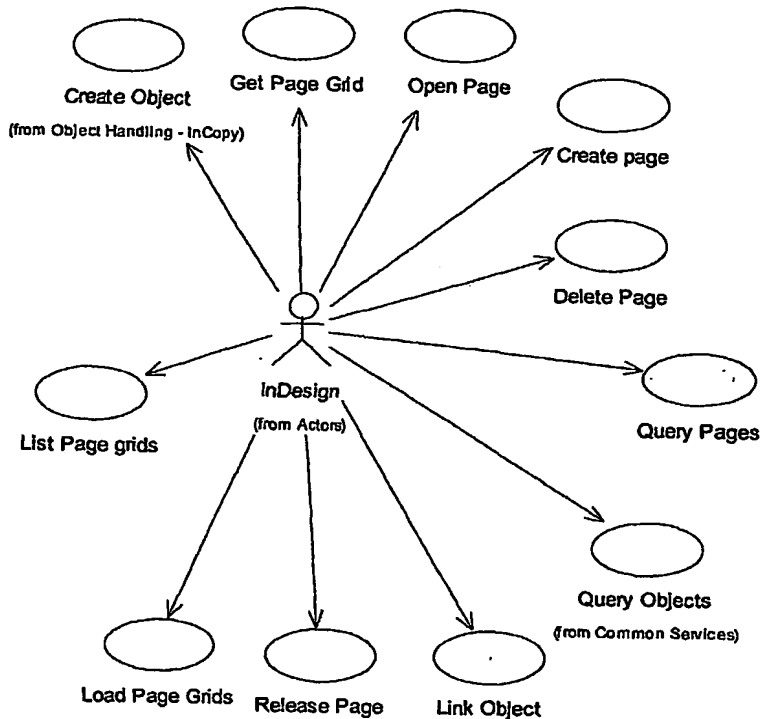 Get Page Grid
Open Page
Create Object
(from Object Handling - InCopy)
Create page
Delete Page
InDesign
(from Actors)
List Page grids
Query Pages
Query Objects
(from Common Services)
Load Page Grids
Release Page
Link Object